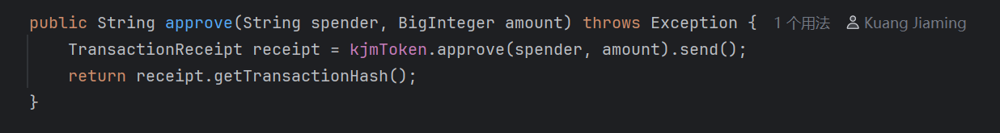 public String approve(String spender, BigInteger amount) throws Exception { 1 个用法 Kuang Jiaming
    TransactionReceipt receipt = kjmToken.approve(spender, amount).send();
    return receipt.getTransactionHash();
}